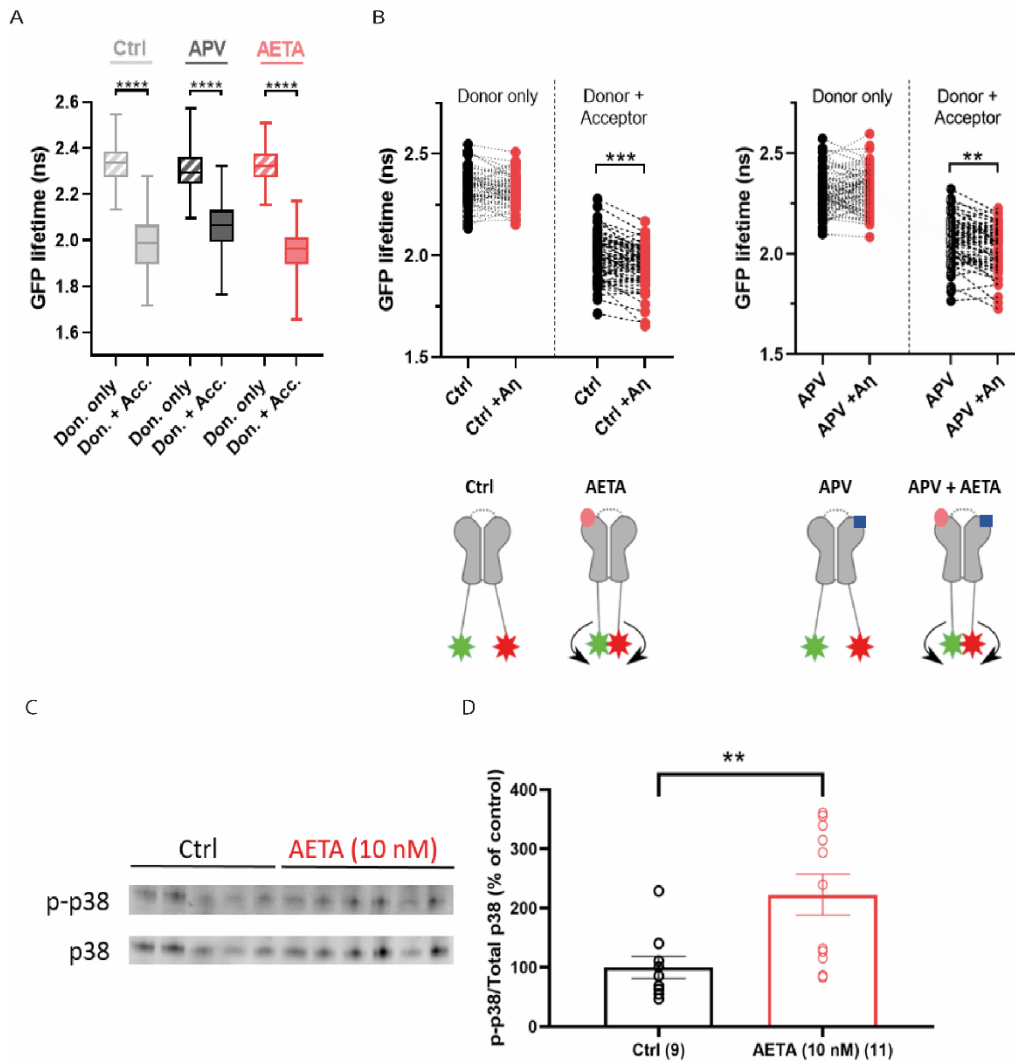 A
Ctrl
APV
AETA
****
****
****
GFP lifetime (ns)
2.6
2.4
2.2
2.0
1.8
1.6
Don. only
Don. + Acc.
Don. only
Don. + Acc.
Don. only
Don. + Acc.
B
Donor only
Donor +
Acceptor
***
GFP lifetime (ns)
2.5
2.0
1.5
Ctrl
Ctrl +Aη
Ctrl
Ctrl +Aη
Donor only
Donor +
Acceptor
**
GFP lifetime (ns)
2.5
2.0
1.5
APV
APV +Aη
APV
APV +Aη
Ctrl
AETA
APV
APV + AETA
C
Ctrl
AETA (10 nM)
p-p38
p38
D
**
p-p38/Total p38 (% of control)
400
300
200
100
0
Ctrl (9)
AETA (10 nM) (11)